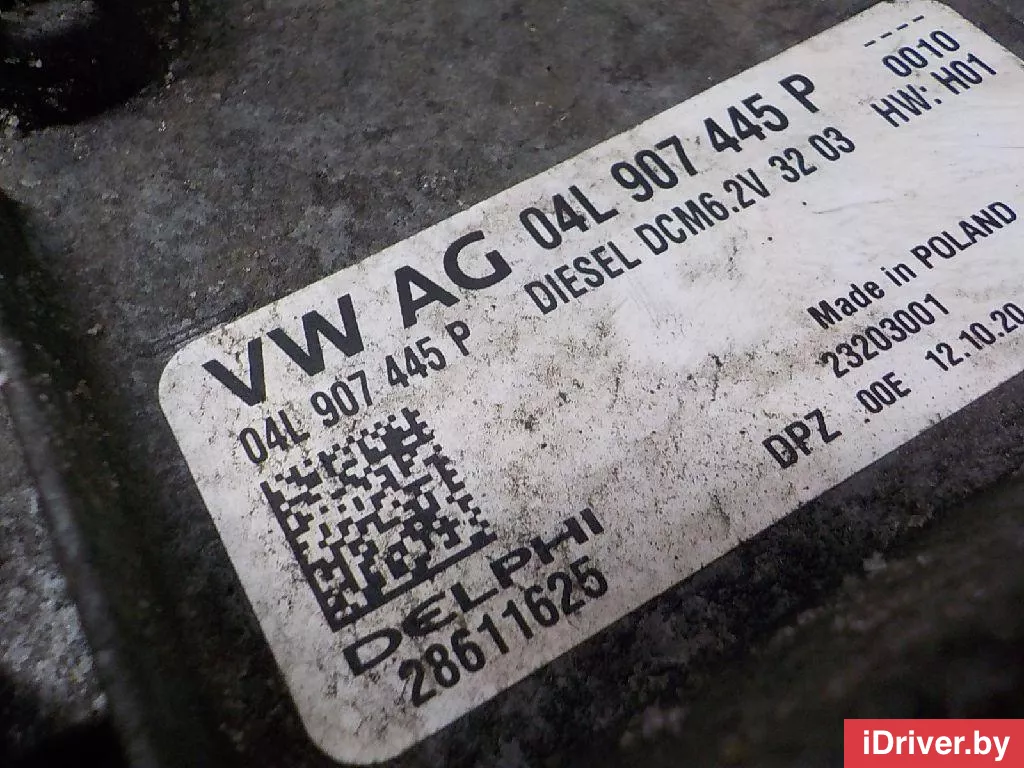 ---- 
VW AG 04L 907 445 P 0010
04L 907 445 P DIESEL DCM6.2V 32 03 HW: H01
Made in POLAND
23203001
DPZ 00E 12.10.20
DELPHI
28611625
iDriver.by